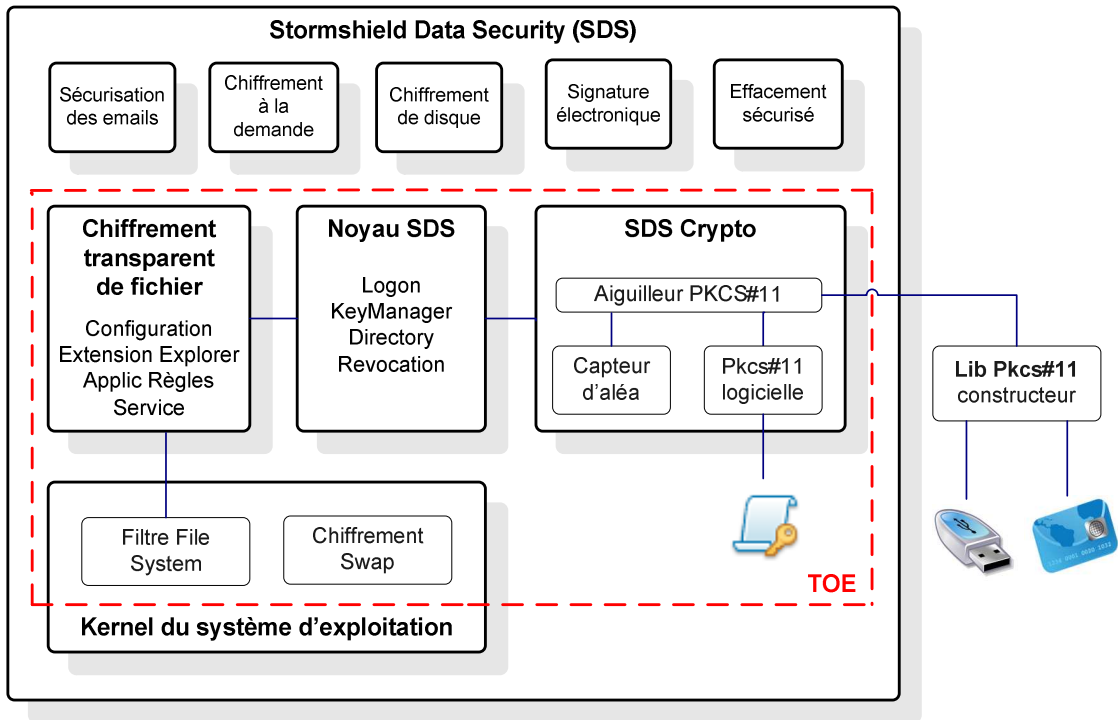 Stormshield Data Security (SDS)
Sécurisation
des emails
Chiffrement
à la
demande
Chiffrement
de disque
Signature
électronique
Effacement
sécurisé
Chiffrement
transparent
de fichier
Configuration
Extension Explorer
Applic Règles
Service
Noyau SDS
Logon
KeyManager
Directory
Revocation
SDS Crypto
Aiguilleur PKCS#11
Capteur
d'aléa
Pkcs#11
logicielle
Lib Pkcs#11
constructeur
Filtre File
System
Chiffrement
Swap
TOE
Kernel du système d'exploitation